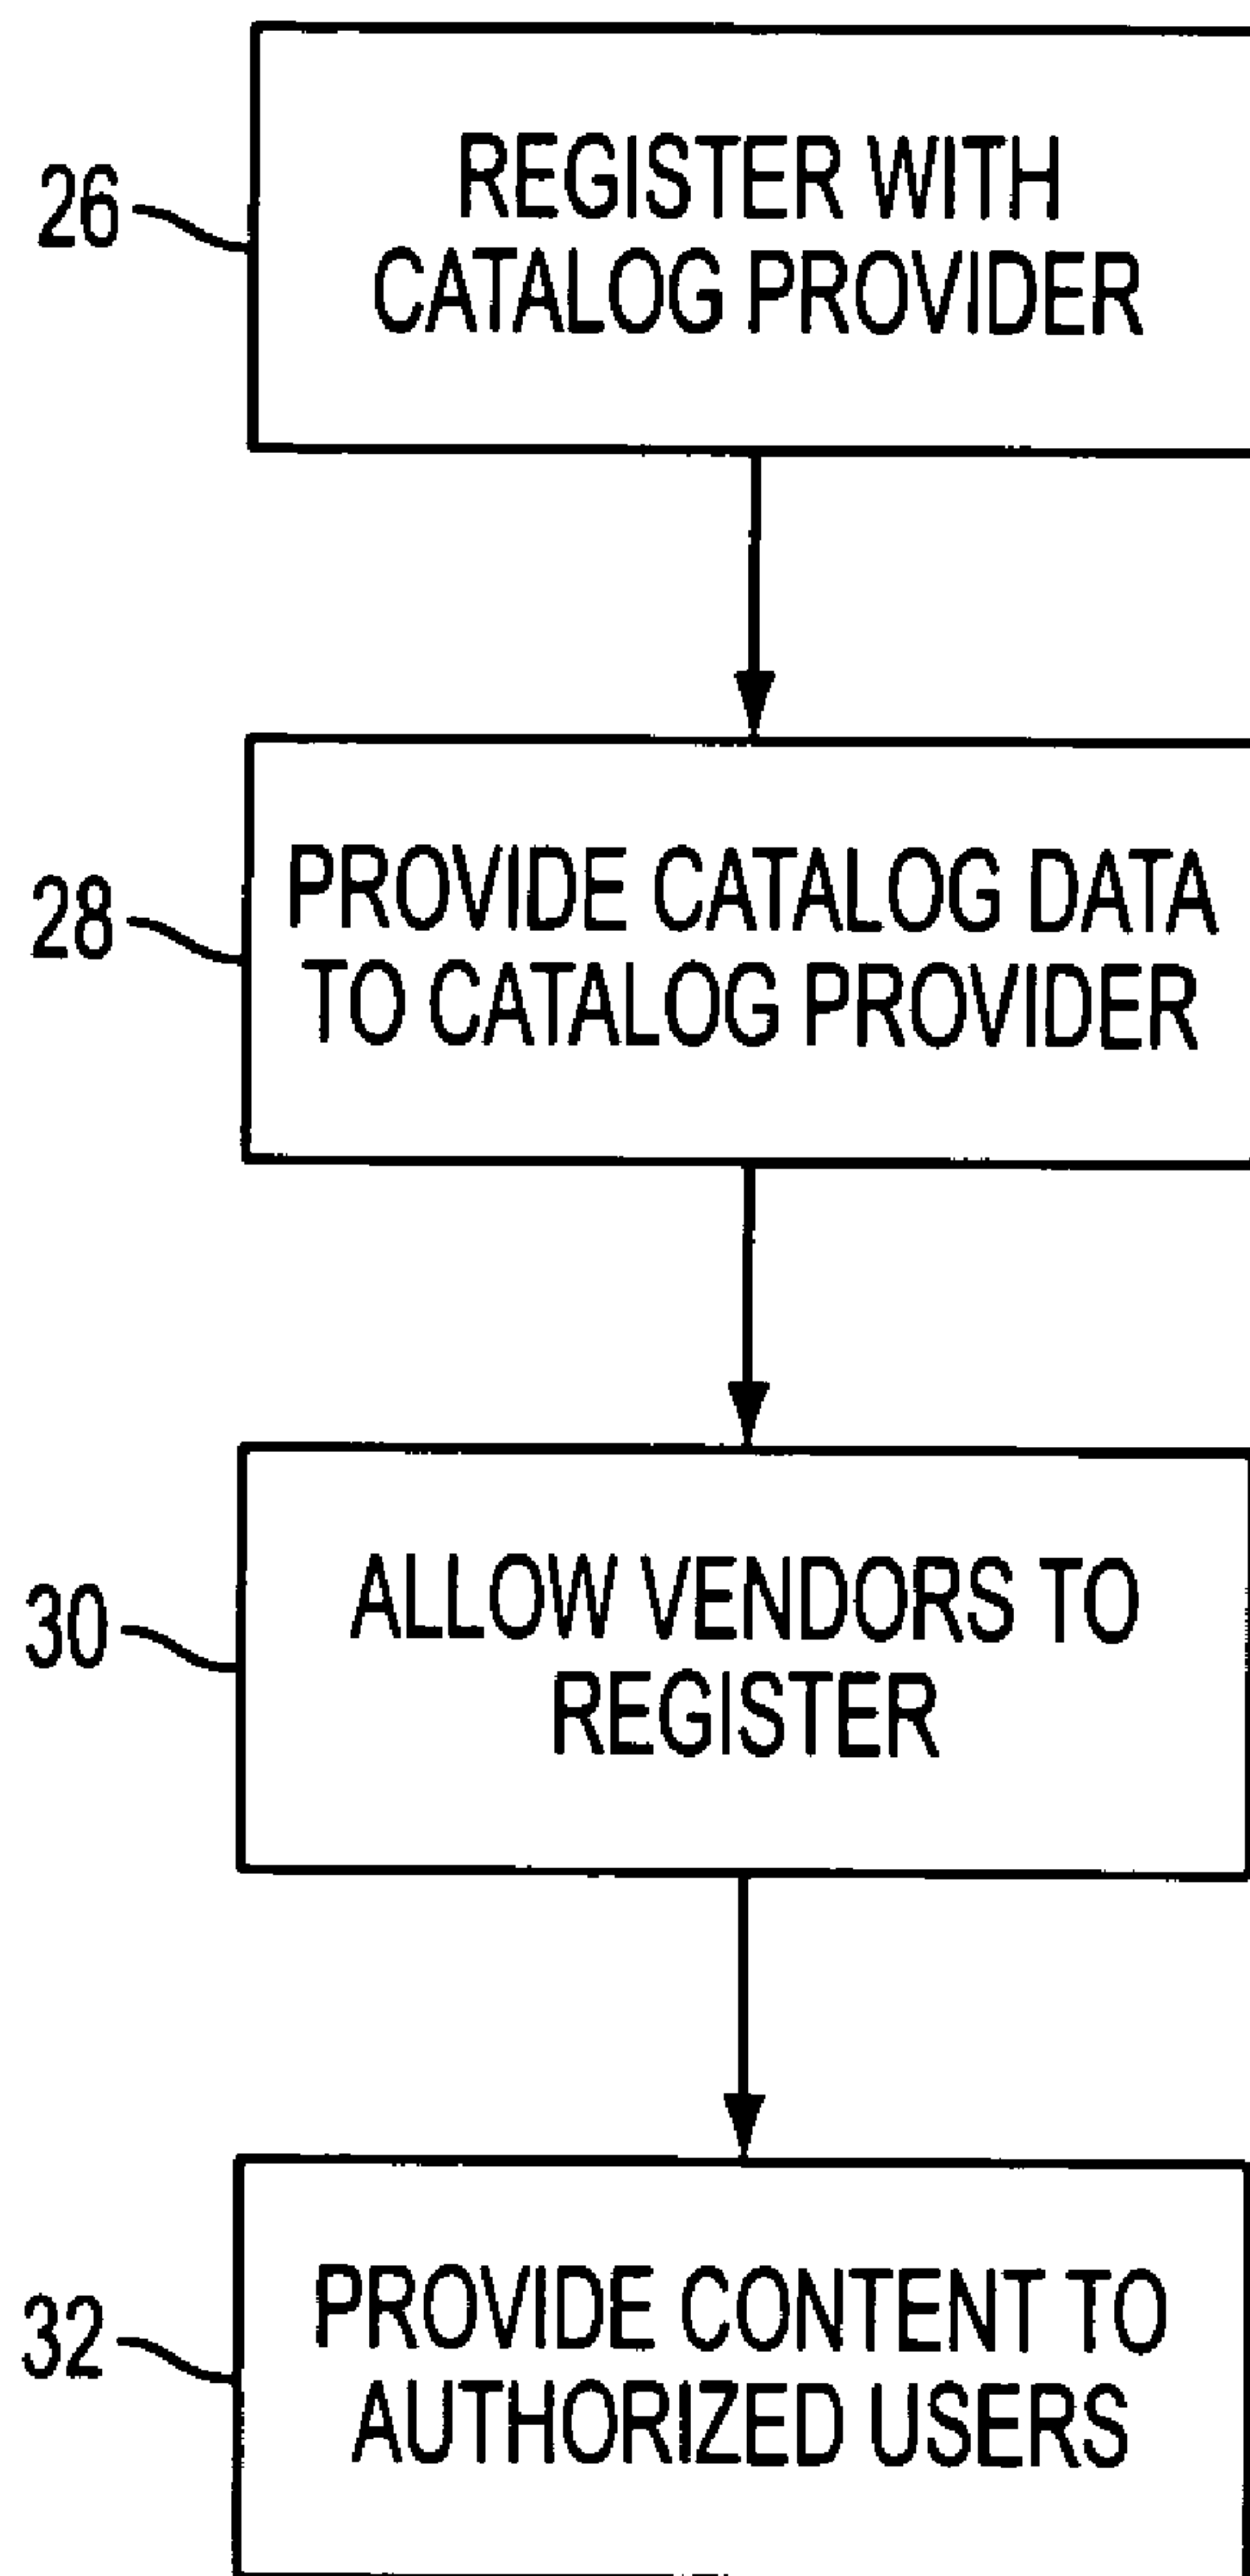 26
REGISTER WITH
CATALOG PROVIDER
28
PROVIDE CATALOG DATA
TO CATALOG PROVIDER
30
ALLOW VENDORS TO
REGISTER
32
PROVIDE CONTENT TO
AUTHORIZED USERS